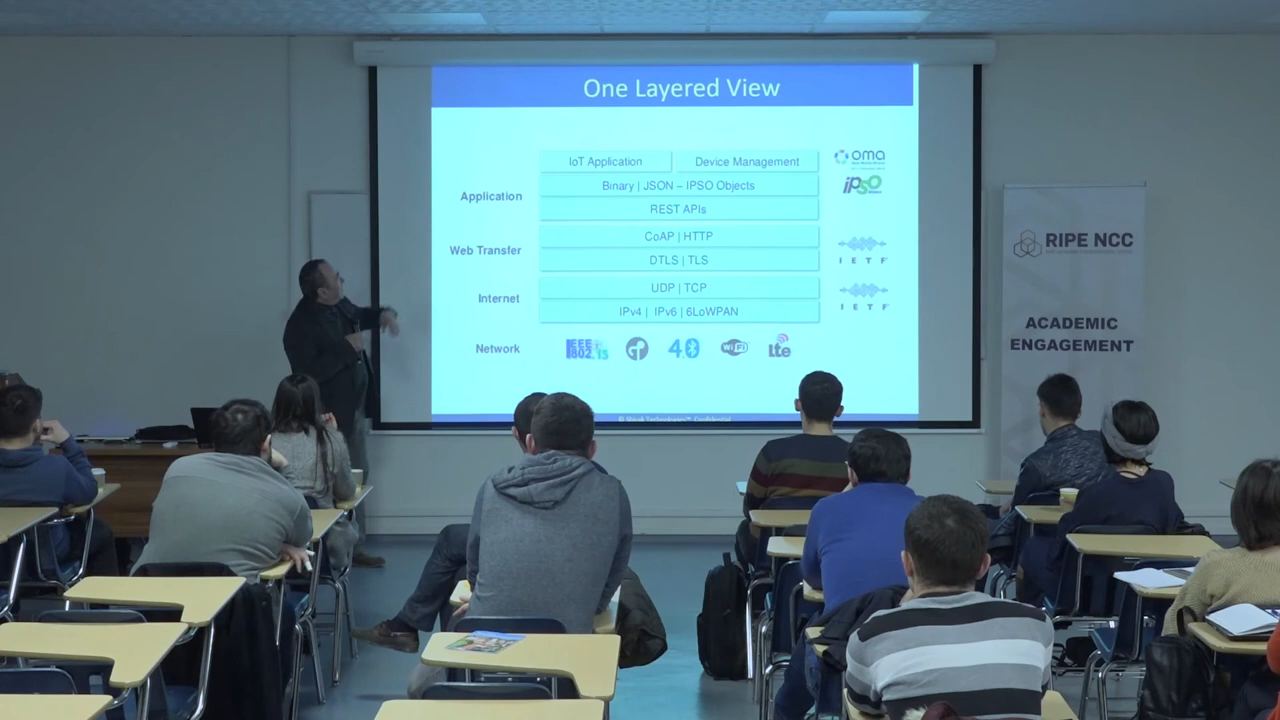 One Layered View
IoT Application
Device Management
oma
Application
Binary | JSON – IPSO Objects
ipso
REST APIs
Web Transfer
CoAP | HTTP
DTLS | TLS
IETF
Internet
UDP | TCP
IPv4 | IPv6 | 6LoWPAN
IETF
Network
IEEE 802.15
4.0
WiFi
Lte
RIPE NCC
ACADEMIC
ENGAGEMENT